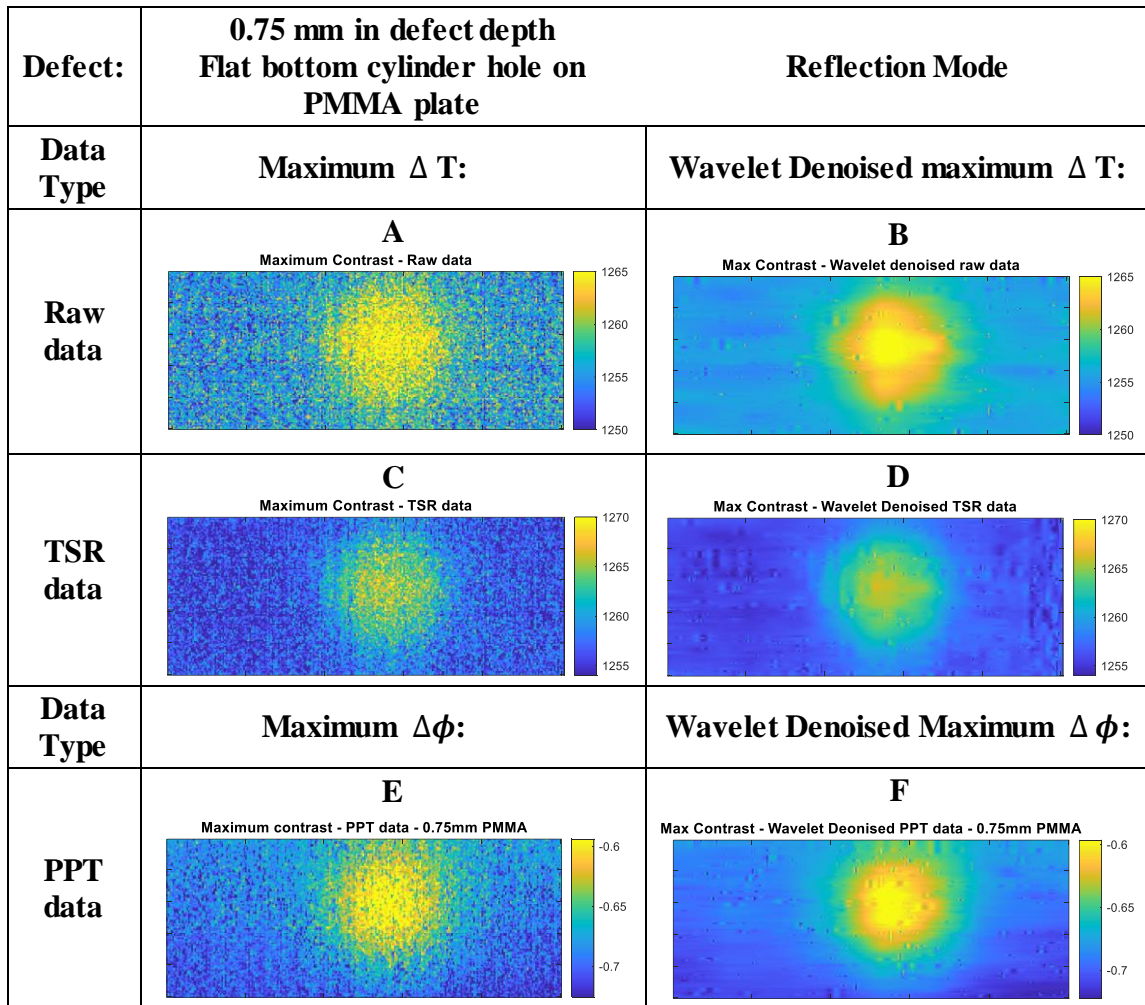 Defect:
0.75 mm in defect depth
Flat bottom cylinder hole on
PMMA plate
Reflection Mode
Data
Type
Maximum Δ T:
Wavelet Denoised maximum Δ T:
Raw
data
A
Maximum Contrast - Raw data
1265
1260
1255
1250
B
Max Contrast - Wavelet denoised raw data
1265
1260
1255
1250
TSR
data
C
Maximum Contrast - TSR data
1270
1265
1260
1255
D
Max Contrast - Wavelet Denoised TSR data
1270
1265
1260
1255
Data
Type
Maximum Δϕ:
Wavelet Denoised Maximum Δ ϕ:
PPT
data
E
Maximum contrast - PPT data - 0.75mm PMMA
-0.6
-0.65
-0.7
F
Max Contrast - Wavelet Deonised PPT data - 0.75mm PMMA
-0.6
-0.65
-0.7